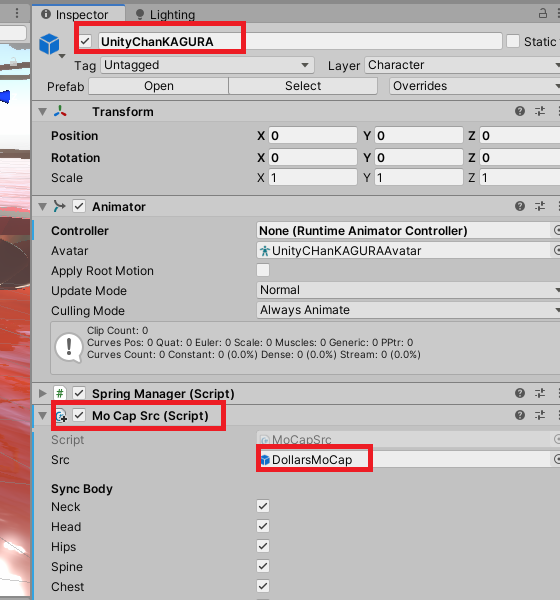 Inspector Lighting
UnityChanKAGURA Static
Tag Untagged Layer Character
Prefab Open Select Overrides
Transform
Position X 0 Y 0 Z 0
Rotation X 0 Y 0 Z 0
Scale X 1 Y 1 Z 1
Animator
Controller None (Runtime Animator Controller)
Avatar UnityCHanKAGURAAvatar
Apply Root Motion
Update Mode Normal
Culling Mode Always Animate
Clip Count: 0
Curves Pos: 0 Quat: 0 Euler: 0 Scale: 0 Muscles: 0 Generic: 0 PPtr: 0
Curves Count: 0 Constant: 0 (0.0%) Dense: 0 (0.0%) Stream: 0 (0.0%)
# Spring Manager (Script)
Mo Cap Src (Script)
Script MoCapSrc
Src DollarsMoCap
Sync Body
Neck
Head
Hips
Spine
Chest